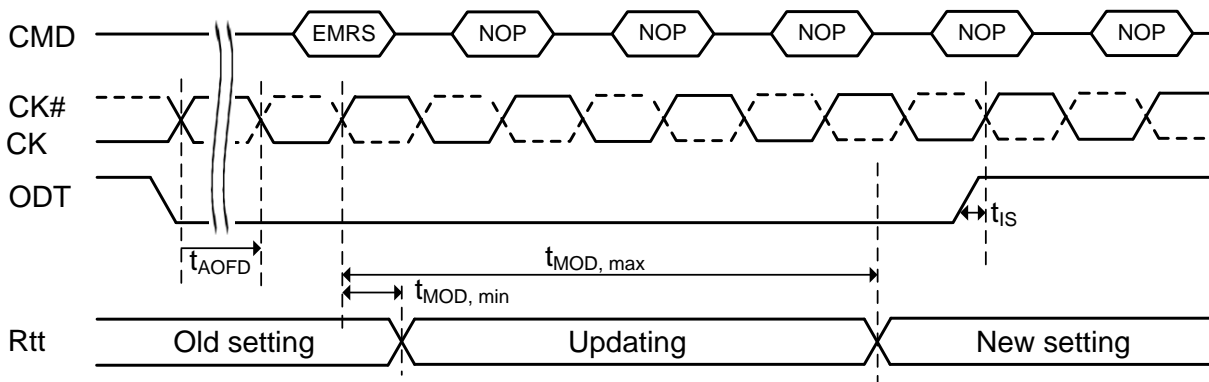 CMD EMRS NOP NOP NOP NOP NOP
CK#
CK
ODT
tIS
tAOFD
tMOD, max
tMOD, min
Rtt Old setting Updating New setting